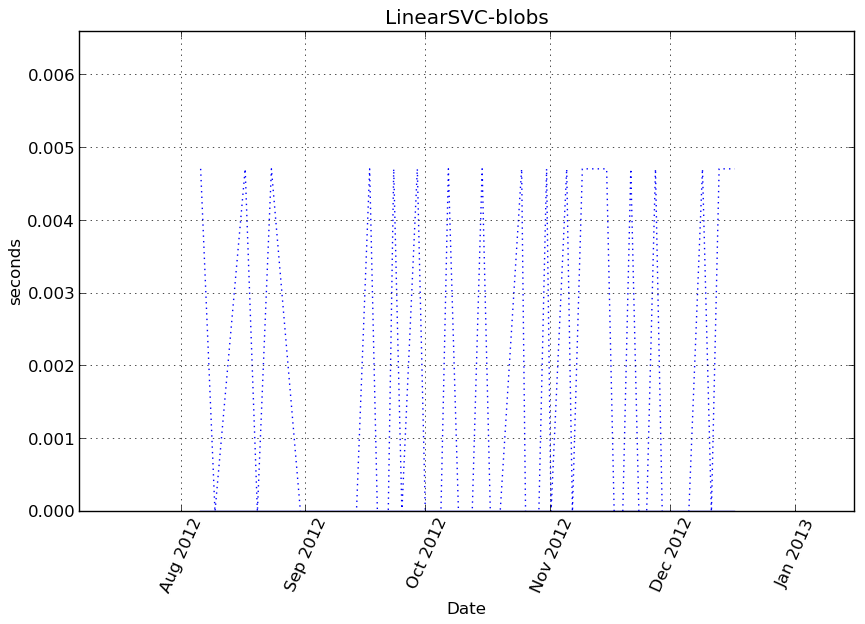 LinearSVC-blobs
0.006
0.005
0.004
0.003
0.002
0.001
0.000
seconds
Aug 2012
Sep 2012
Oct 2012
Nov 2012
Dec 2012
Jan 2013
Date